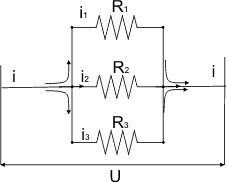 i₁ R₁
i i₂ R₂ i
i₃ R₃
U